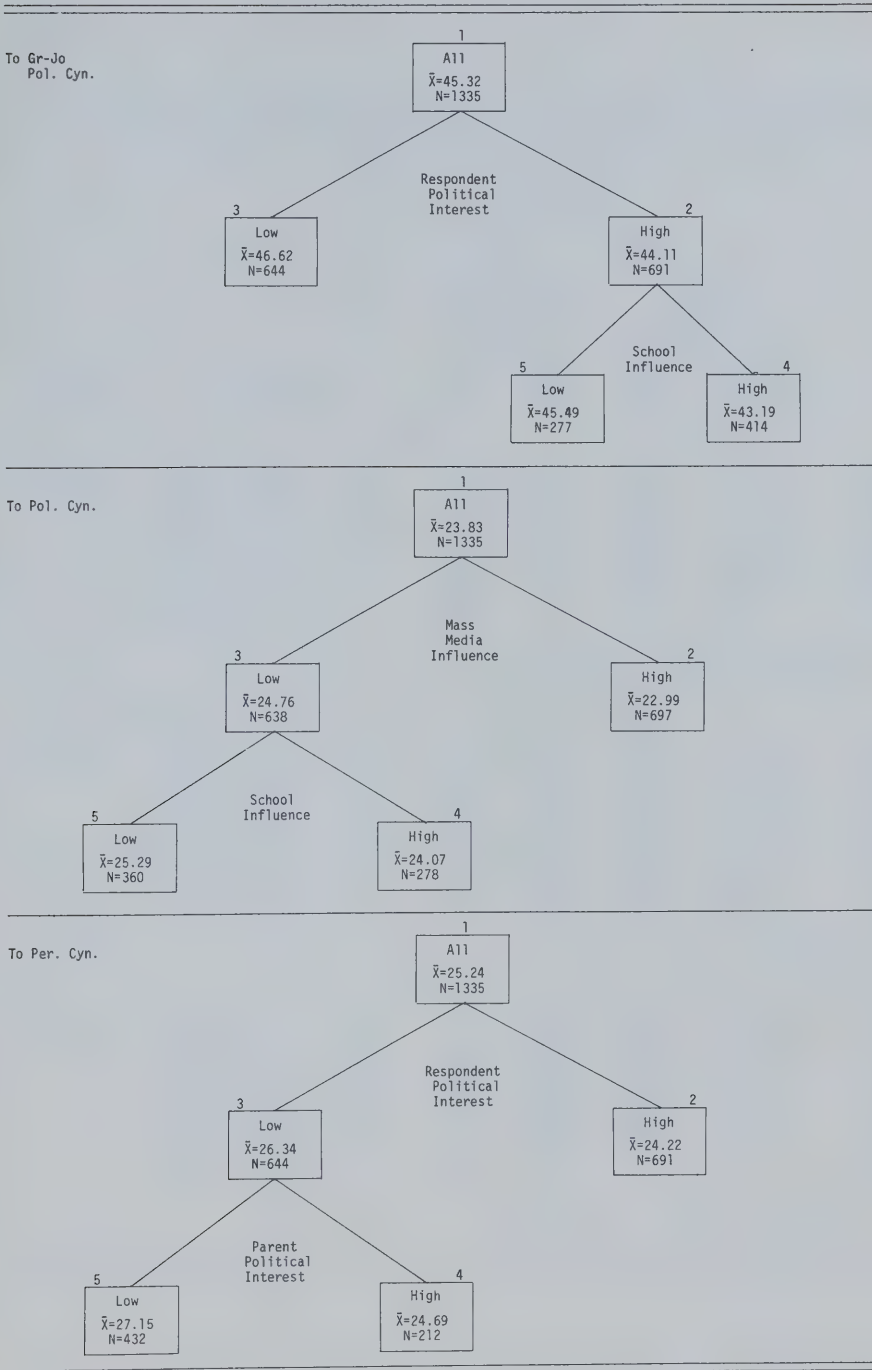 To Gr-Jo
Pol. Cyn.
1
All
X̄=45.32
N=1335
Respondent
Political
Interest
3
Low
X̄=46.62
N=644
2
High
X̄=44.11
N=691
School
Influence
5
Low
X̄=45.49
N=277
4
High
X̄=43.19
N=414
To Pol. Cyn.
1
All
X̄=23.83
N=1335
Mass
Media
Influence
3
Low
X̄=24.76
N=638
2
High
X̄=22.99
N=697
School
Influence
5
Low
X̄=25.29
N=360
4
High
X̄=24.07
N=278
To Per. Cyn.
1
All
X̄=25.24
N=1335
Respondent
Political
Interest
3
Low
X̄=26.34
N=644
2
High
X̄=24.22
N=691
Parent
Political
Interest
5
Low
X̄=27.15
N=432
4
High
X̄=24.69
N=212